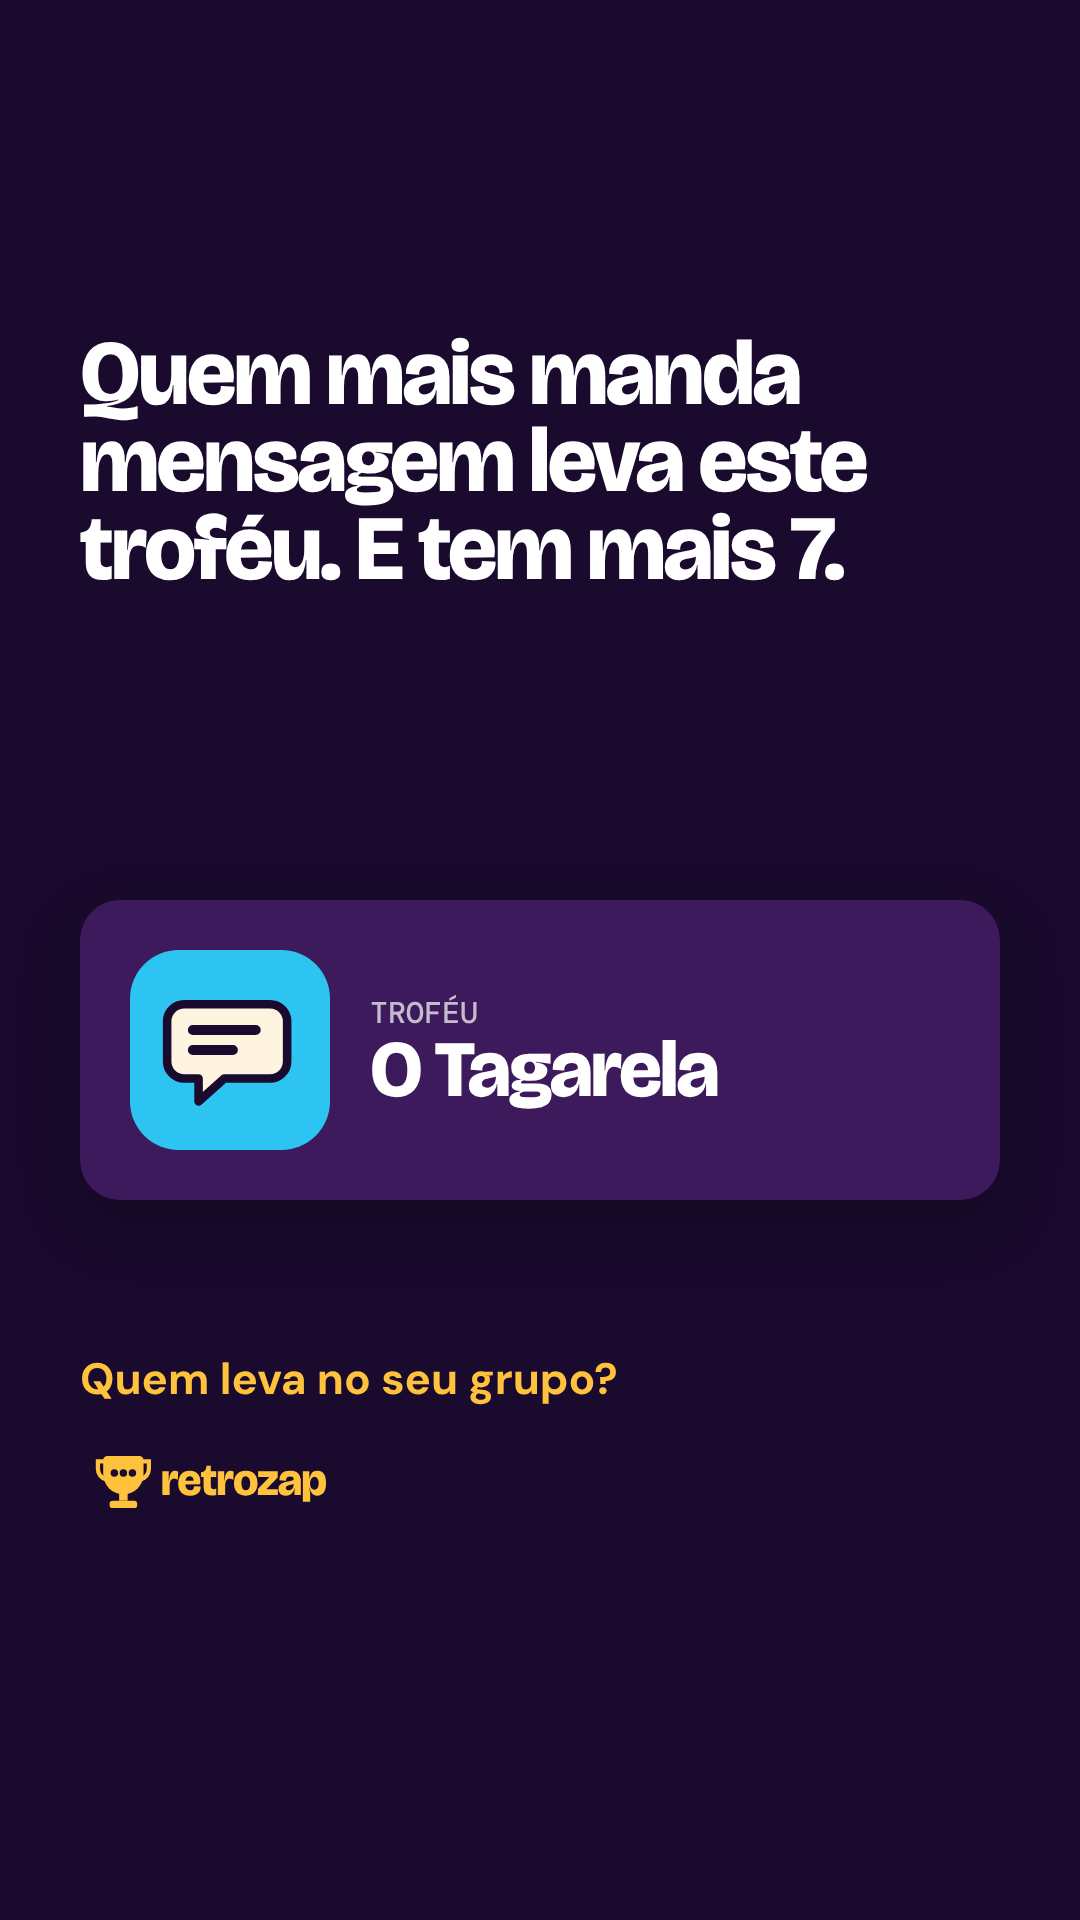 Quem mais manda
mensagem leva este
troféu. E tem mais 7.
TROFÉU
O Tagarela
Quem leva no seu grupo?
retrozap